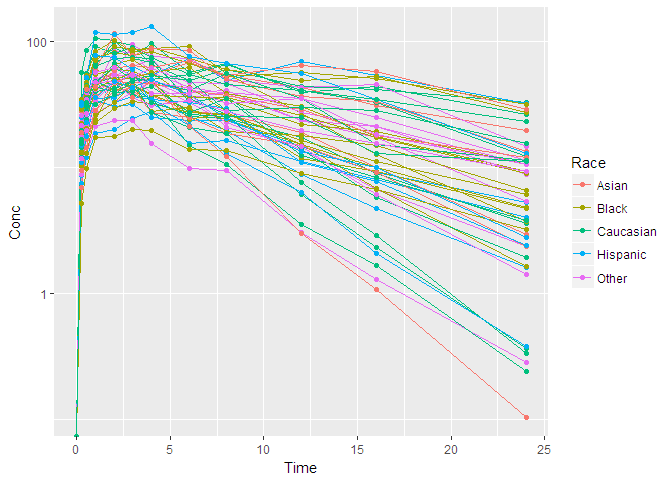 100
1
Conc
0
5
10
15
20
25
Time
Race
Asian
Black
Caucasian
Hispanic
Other